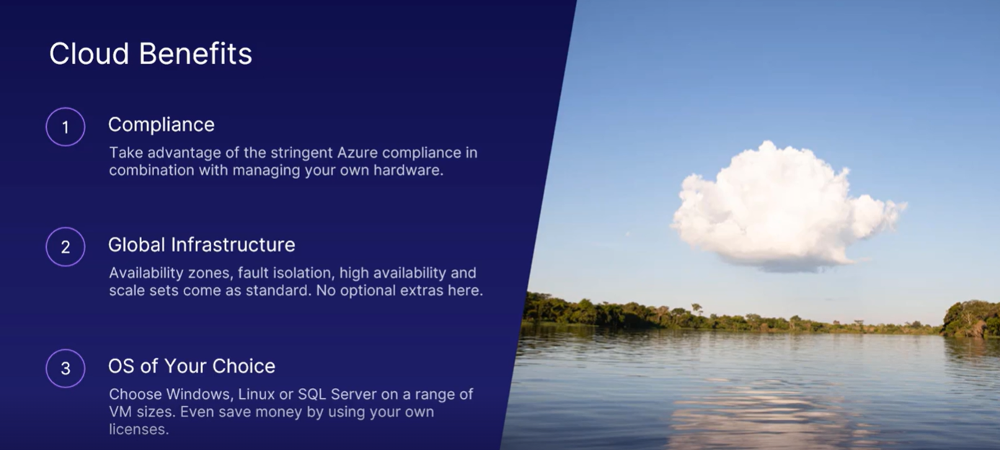 Cloud Benefits
1
Compliance
Take advantage of the stringent Azure compliance in
combination with managing your own hardware.
2
Global Infrastructure
Availability zones, fault isolation, high availability and
scale sets come as standard. No optional extras here.
3
OS of Your Choice
Choose Windows, Linux or SQL Server on a range of
VM sizes. Even save money by using your own
licenses.